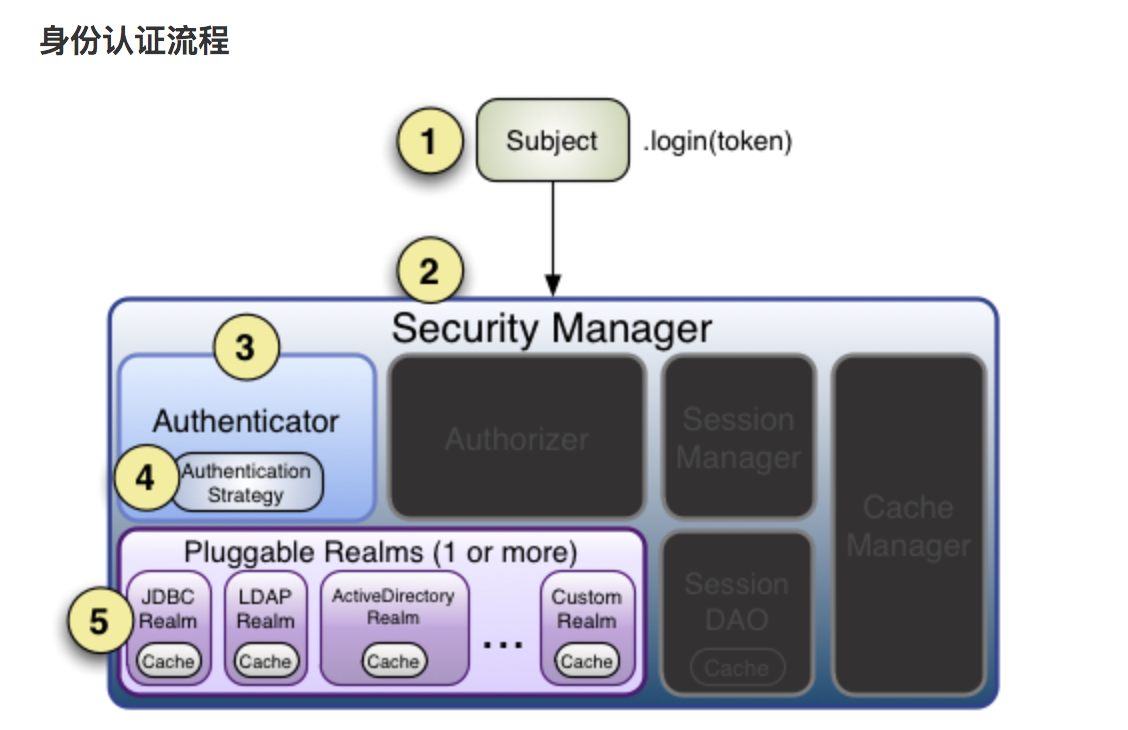 身份认证流程
1
Subject
.login(token)
2
Security Manager
3
Authenticator
4
Authentication
Strategy
Authorizer
Session
Manager
Cache
Manager
Pluggable Realms (1 or more)
5
JDBC
Realm
Cache
LDAP
Realm
Cache
ActiveDirectory
Realm
Cache
...
Custom
Realm
Cache
Session
DAO
Cache